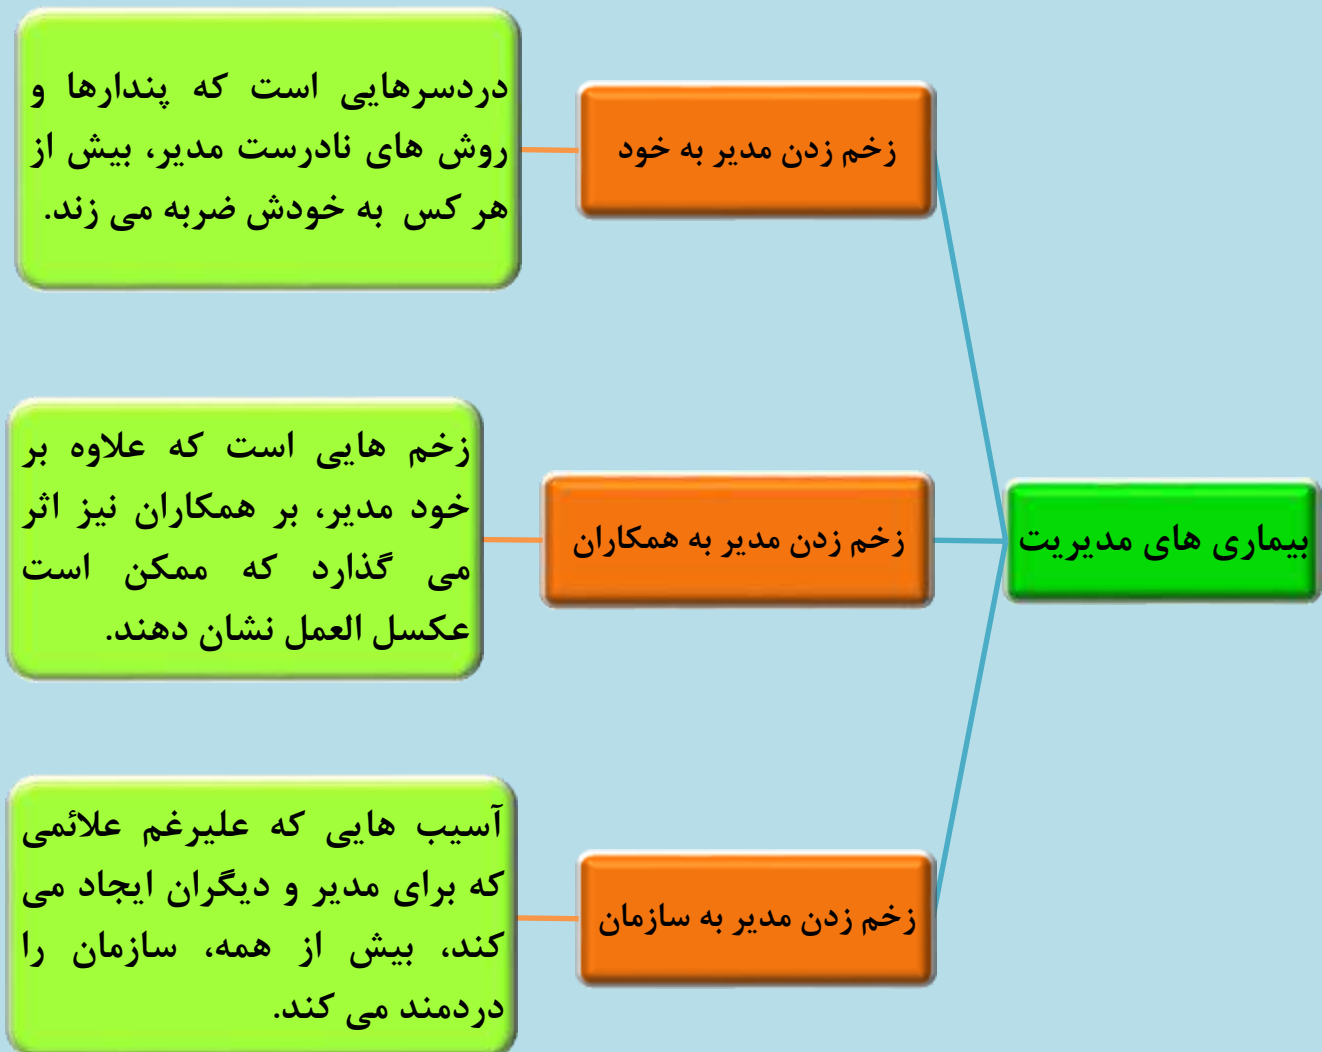 بیماری های مدیریت
زخم زدن مدیر به خود
دردسرهایی است که پندارها و
روش های نادرست مدیر، بیش از
هر کس به خودش ضربه می زند.
زخم زدن مدیر به همکاران
زخم هایی است که علاوه بر
خود مدیر، بر همکاران نیز اثر
می گذارد که ممکن است
عکسل العمل نشان دهند.
زخم زدن مدیر به سازمان
آسیب هایی که علیرغم علائمی
که برای مدیر و دیگران ایجاد می
کند، بیش از همه، سازمان را
دردمند می کند.